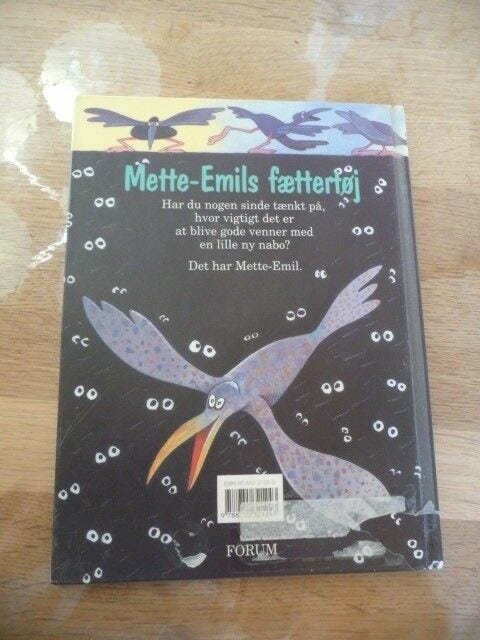 Mette-Emils fættertøj
Har du nogen sinde tænkt på,
hvor vigtigt det er
at blive gode venner med
en lille ny nabo?
Det har Mette-Emil.
FORUM